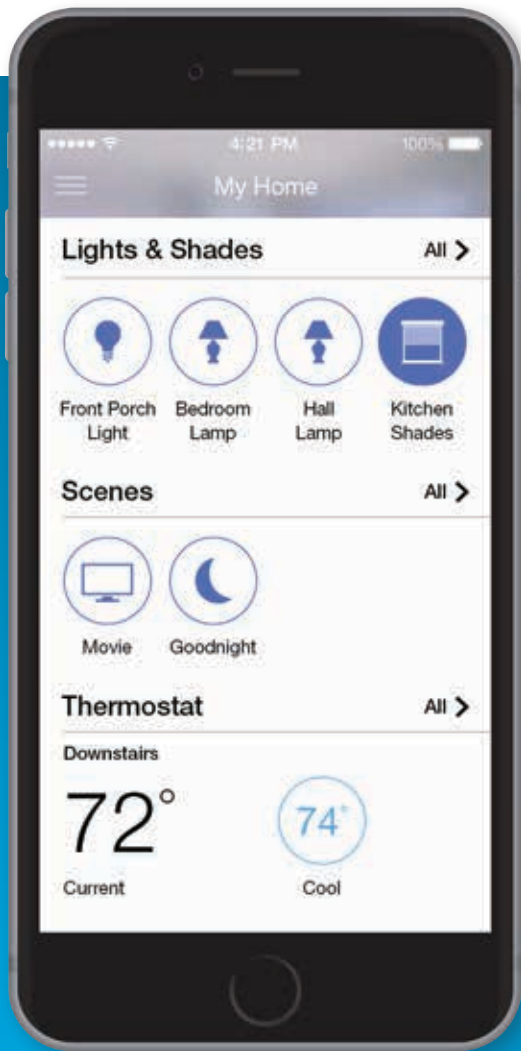 4:21 PM
100%
My Home
Lights & Shades
All
Front Porch
Light
Bedroom
Lamp
Hall
Lamp
Kitchen
Shades
Scenes
All
Movie
Goodnight
Thermostat
All
Downstairs
72°
74°
Current
Cool